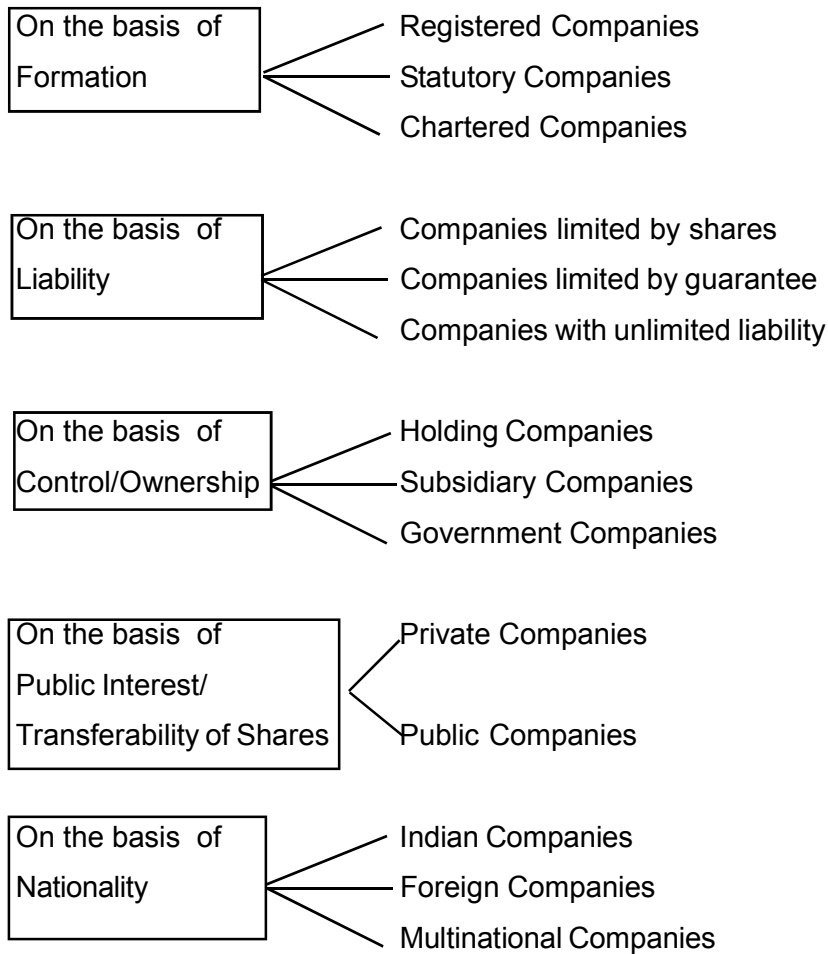 On the basis of
Formation
Registered Companies
Statutory Companies
Chartered Companies
On the basis of
Liability
Companies limited by shares
Companies limited by guarantee
Companies with unlimited liability
On the basis of
Control/Ownership
Holding Companies
Subsidiary Companies
Government Companies
On the basis of
Public Interest/
Transferability of Shares
Private Companies
Public Companies
On the basis of
Nationality
Indian Companies
Foreign Companies
Multinational Companies